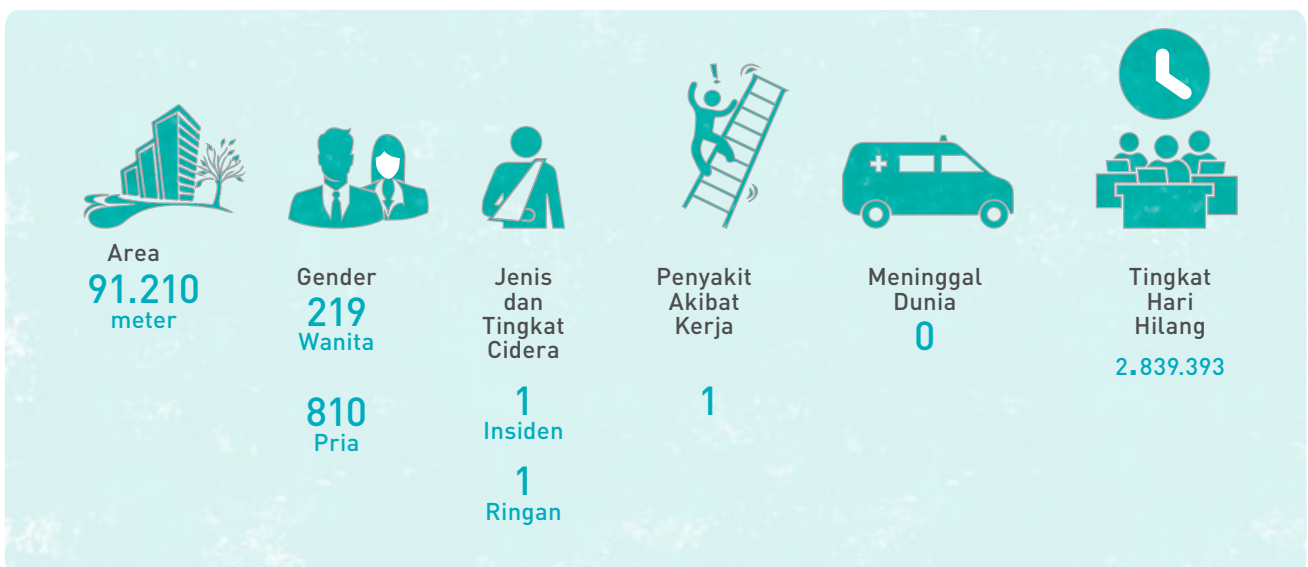 Area
91.210
meter
Gender
219
Wanita
810
Pria
Jenis
dan
Tingkat
Cidera
1
Insiden
1
Ringan
!
Penyakit
Akibat
Kerja
1
Meninggal
Dunia
0
Tingkat
Hari
Hilang
2.839.393